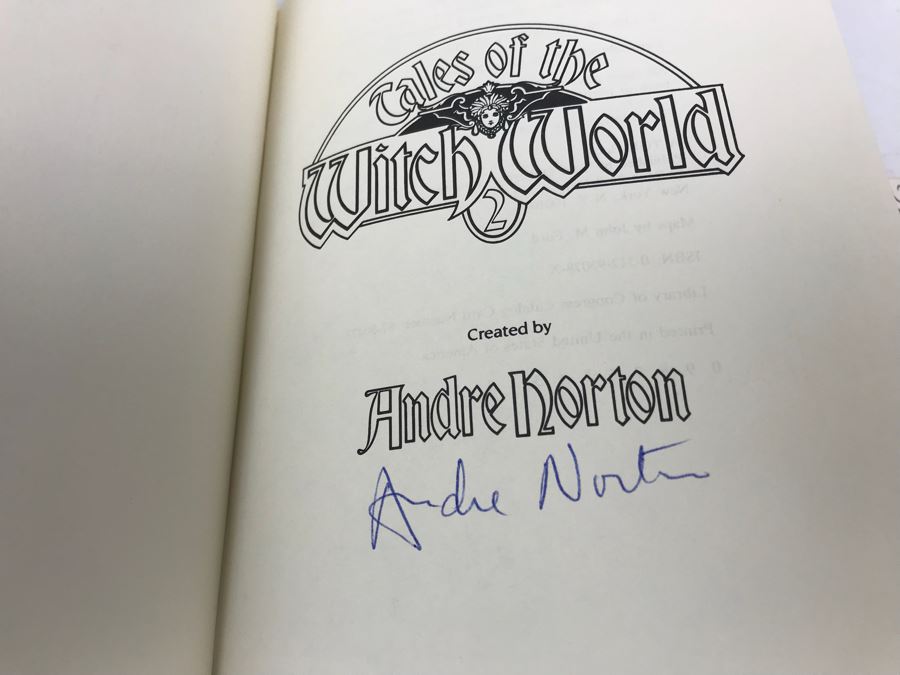 Tales of the
Witch World
2
Created by
Andre Norton
Andre Norton